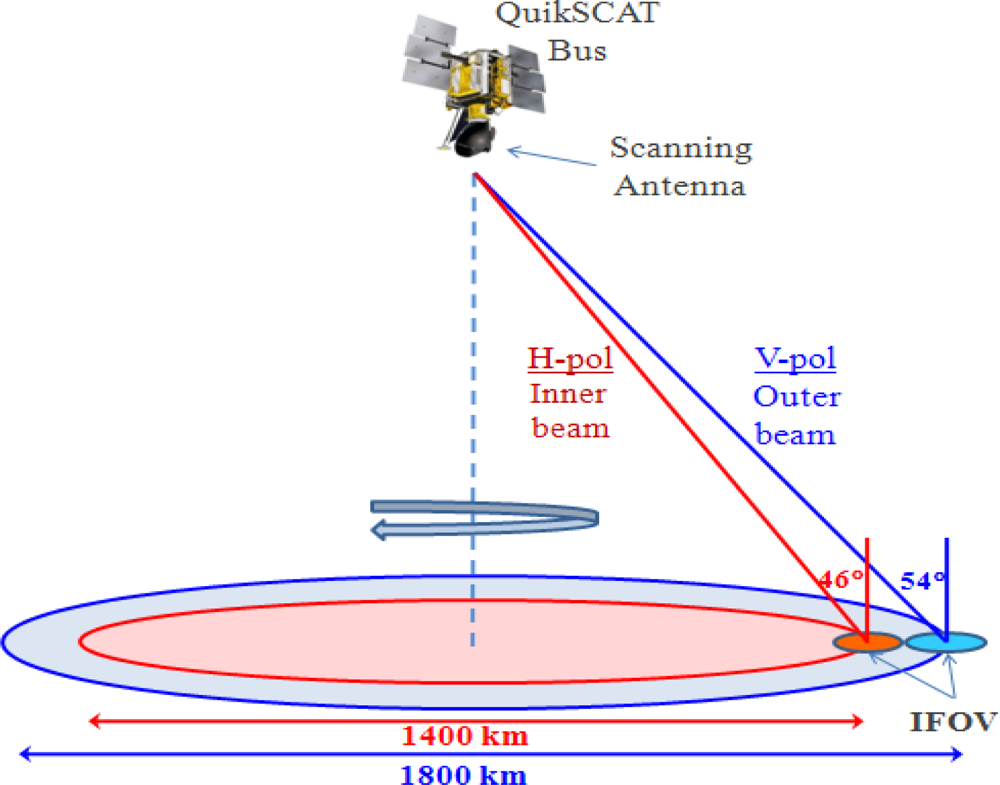 QuikSCAT
Bus
Scanning
Antenna
H-pol
Inner
beam
V-pol
Outer
beam
46°
54°
IFOV
1400 km
1800 km